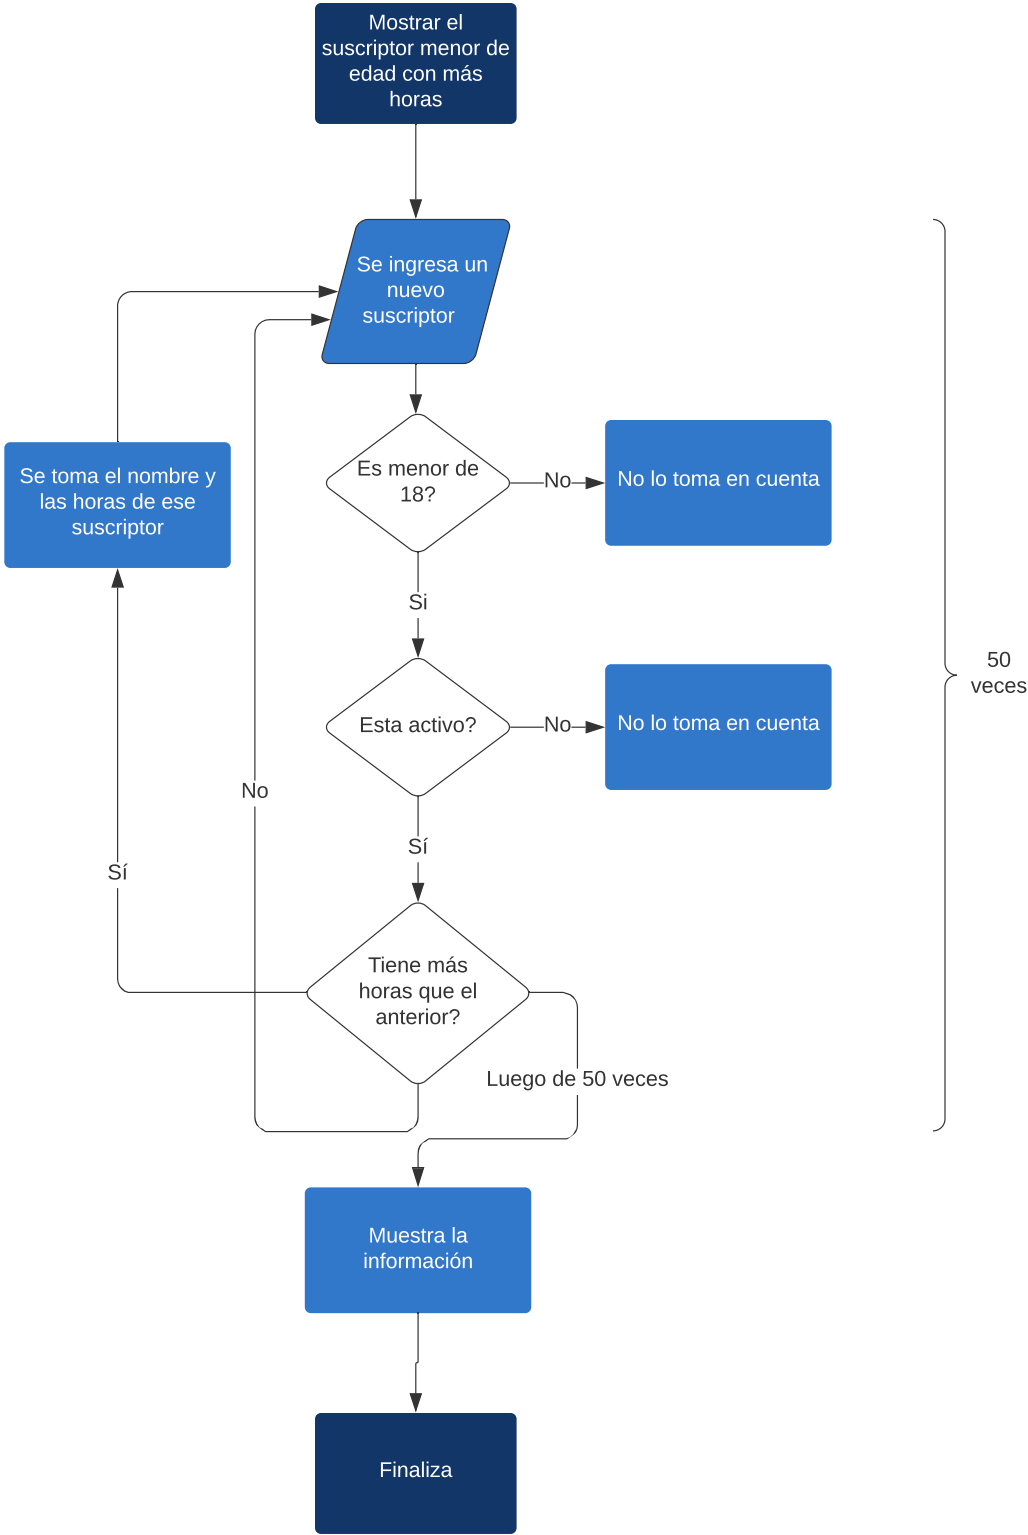 Mostrar el
suscriptor menor de
edad con más
horas
Se ingresa un
nuevo
suscriptor
Se toma el nombre y
las horas de ese
suscriptor
Es menor de
18?
No
No lo toma en cuenta
Si
50
veces
Esta activo?
No
No lo toma en cuenta
No
Sí
Sí
Tiene más
horas que el
anterior?
Luego de 50 veces
Muestra la
información
Finaliza